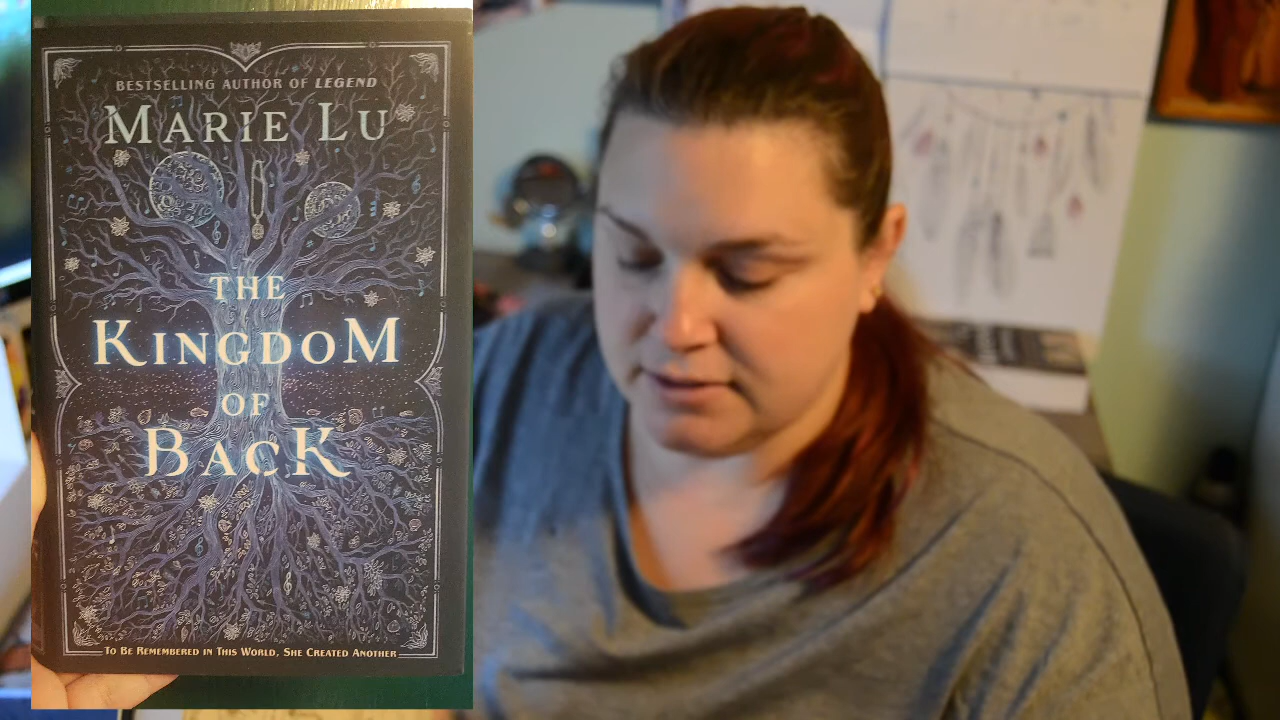 BESTSELLING AUTHOR OF LEGEND
MARIE LU
THE
KINGDOM
OF
BACK
TO BE REMEMBERED IN THIS WORLD, SHE CREATED ANOTHER